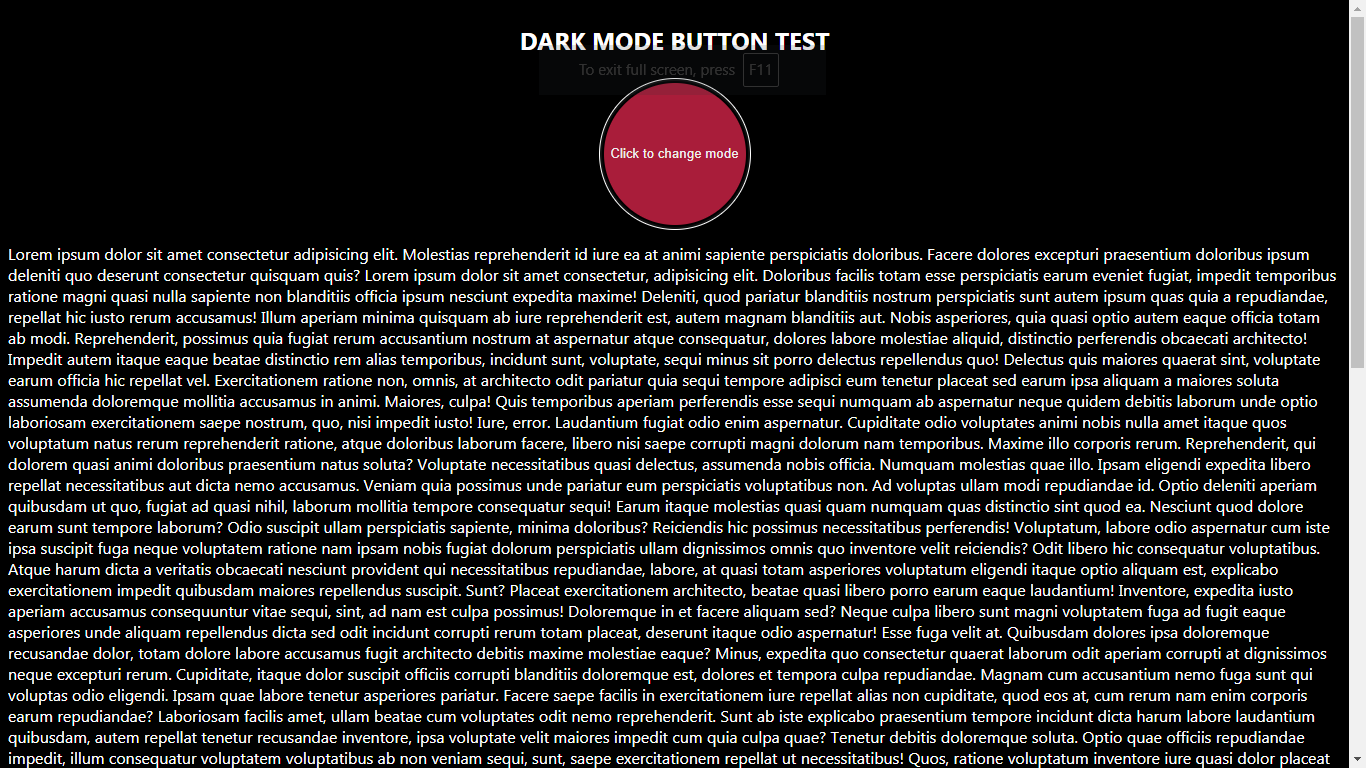 DARK MODE BUTTON TEST
To exit full screen, press F11
Click to change mode
Lorem ipsum dolor sit amet consectetur adipisicing elit. Molestias reprehenderit id iure ea at animi sapiente perspiciatis doloribus. Facere dolores excepturi praesentium doloribus ipsum
deleniti quo deserunt consectetur quisquam quis? Lorem ipsum dolor sit amet consectetur, adipisicing elit. Doloribus facilis totam esse perspiciatis earum eveniet fugiat, impedit temporibus
ratione magni quasi nulla sapiente non blanditiis officia ipsum nesciunt expedita maxime! Deleniti, quod pariatur blanditiis nostrum perspiciatis sunt autem ipsum quas quia a repudiandae,
repellat hic iusto rerum accusamus! Illum aperiam minima quisquam ab iure reprehenderit est, autem magnam blanditiis aut. Nobis asperiores, quia quasi optio autem eaque officia totam
ab modi. Reprehenderit, possimus quia fugiat rerum accusantium nostrum at aspernatur atque consequatur, dolores labore molestiae aliquid, distinctio perferendis obcaecati architecto!
Impedit autem itaque eaque beatae distinctio rem alias temporibus, incidunt sunt, voluptate, sequi minus sit porro delectus repellendus quo! Delectus quis maiores quaerat sint, voluptate
earum officia hic repellat vel. Exercitationem ratione non, omnis, at architecto odit pariatur quia sequi tempore adipisci eum tenetur placeat sed earum ipsa aliquam a maiores soluta
assumenda doloremque mollitia accusamus in animi. Maiores, culpa! Quis temporibus aperiam perferendis esse sequi numquam ab aspernatur neque quidem debitis laborum unde optio
laboriosam exercitationem saepe nostrum, quo, nisi impedit iusto! Iure, error. Laudantium fugiat odio enim aspernatur. Cupiditate odio voluptates animi nobis nulla amet itaque quos
voluptatum natus rerum reprehenderit ratione, atque doloribus laborum facere, libero nisi saepe corrupti magni dolorum nam temporibus. Maxime illo corporis rerum. Reprehenderit, qui
dolorem quasi animi doloribus praesentium natus soluta? Voluptate necessitatibus quasi delectus, assumenda nobis officia. Numquam molestias quae illo. Ipsam eligendi expedita libero
repellat necessitatibus aut dicta nemo accusamus. Veniam quia possimus unde pariatur eum perspiciatis voluptatibus non. Ad voluptas ullam modi repudiandae id. Optio deleniti aperiam
quibusdam ut quo, fugiat ad quasi nihil, laborum mollitia tempore consequatur sequi! Earum itaque molestias quasi quam numquam quas distinctio sint quod ea. Nesciunt quod dolore
earum sunt tempore laborum? Odio suscipit ullam perspiciatis sapiente, minima doloribus? Reiciendis hic possimus necessitatibus perferendis! Voluptatum, labore odio aspernatur cum iste
ipsa suscipit fuga neque voluptatem ratione nam ipsam nobis fugiat dolorum perspiciatis ullam dignissimos omnis quo inventore velit reiciendis? Odit libero hic consequatur voluptatibus.
Atque harum dicta a veritatis obcaecati nesciunt provident qui necessitatibus repudiandae, labore, at quasi totam asperiores voluptatum eligendi itaque optio aliquam est, explicabo
exercitationem impedit quibusdam maiores repellendus suscipit. Sunt? Placeat exercitationem architecto, beatae quasi libero porro earum eaque laudantium! Inventore, expedita iusto
aperiam accusamus consequuntur vitae sequi, sint, ad nam est culpa possimus! Doloremque in et facere aliquam sed? Neque culpa libero sunt magni voluptatem fuga ad fugit eaque
asperiores unde aliquam repellendus dicta sed odit incidunt corrupti rerum totam placeat, deserunt itaque odio aspernatur! Esse fuga velit at. Quibusdam dolores ipsa doloremque
recusandae dolor, totam dolore labore accusamus fugit architecto debitis maxime molestiae eaque? Minus, expedita quo consectetur quaerat laborum odit aperiam corrupti at dignissimos
neque excepturi rerum. Cupiditate, itaque dolor suscipit officiis corrupti blanditiis doloremque est, dolores et tempora culpa repudiandae. Magnam cum accusantium nemo fuga sunt qui
voluptas odio eligendi. Ipsam quae labore tenetur asperiores pariatur. Facere saepe facilis in exercitationem iure repellat alias non cupiditate, quod eos at, cum rerum nam enim corporis
earum repudiandae? Laboriosam facilis amet, ullam beatae cum voluptates odit nemo reprehenderit. Sunt ab iste explicabo praesentium tempore incidunt dicta harum labore laudantium
quibusdam, autem repellat tenetur recusandae inventore, ipsa voluptate velit maiores impedit cum quia culpa quae? Tenetur debitis doloremque soluta. Optio quae officiis repudiandae
impedit, illum consequatur voluptatem voluptatibus ab non veniam sequi, sunt, saepe exercitationem repellat ut necessitatibus! Quos, ratione voluptatum inventore iure quasi dolor placeat